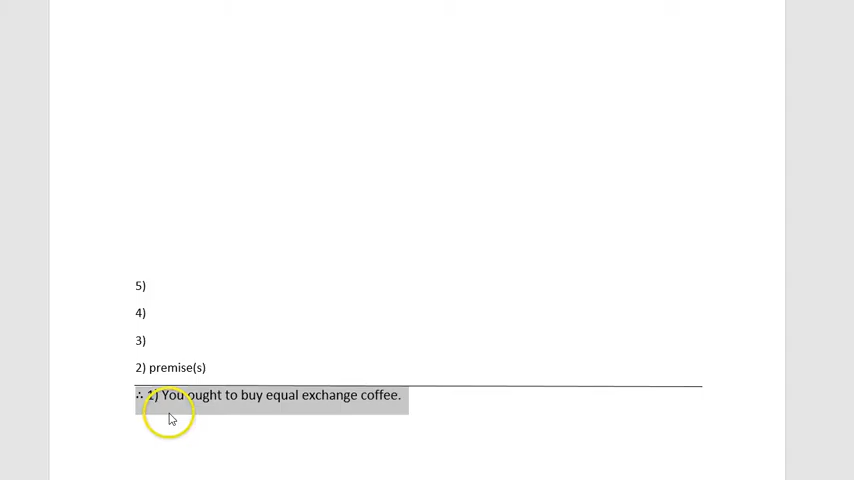 5)
4)
3)
2) premise(s)
∴ 1) You ought to buy equal exchange coffee.